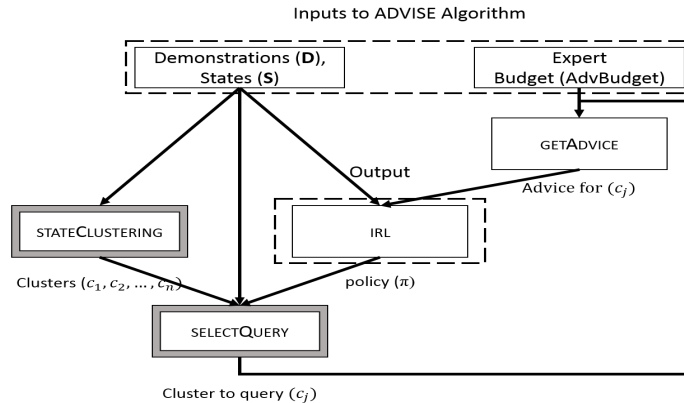 Inputs to ADVISE Algorithm
Demonstrations (D),
States (S)
Expert
Budget (AdvBudget)
GETADVICE
Output
Advice for (c_j)
STATECLUSTERING
IRL
Clusters (c_1, c_2, ..., c_n)
policy (π)
SELECTQUERY
Cluster to query (c_j)